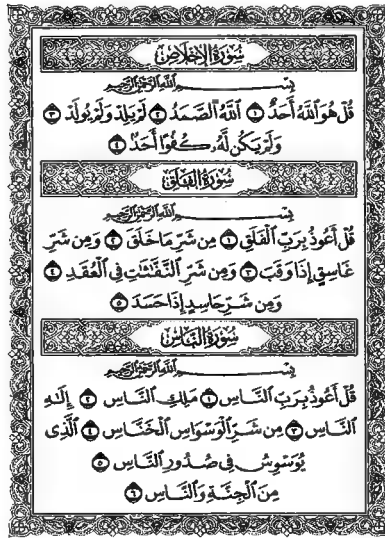 سُورَةُ الإِخْلَاصِ
بِسْمِ اللَّهِ الرَّحْمَٰنِ الرَّحِيمِ
قُلْ هُوَ اللَّهُ أَحَدٌ ١ اللَّهُ الصَّمَدُ ٢ لَمْ يَلِدْ وَلَمْ يُولَدْ ٣
وَلَمْ يَكُن لَّهُۥ كُفُوًا أَحَدٌ ٤
سُورَةُ الفَلَقِ
بِسْمِ اللَّهِ الرَّحْمَٰنِ الرَّحِيمِ
قُلْ أَعُوذُ بِرَبِّ الْفَلَقِ ١ مِن شَرِّ مَا خَلَقَ ٢ وَمِن شَرِّ
غَاسِقٍ إِذَا وَقَبَ ٣ وَمِن شَرِّ النَّفَّٰثَٰتِ فِي الْعُقَدِ ٤
وَمِن شَرِّ حَاسِدٍ إِذَا حَسَدَ ٥
سُورَةُ النَّاسِ
بِسْمِ اللَّهِ الرَّحْمَٰنِ الرَّحِيمِ
قُلْ أَعُوذُ بِرَبِّ النَّاسِ ١ مَلِكِ النَّاسِ ٢ إِلَٰهِ
النَّاسِ ٣ مِن شَرِّ الْوَسْوَاسِ الْخَنَّاسِ ٤ الَّذِي
يُوَسْوِسُ فِي صُدُورِ النَّاسِ ٥
مِنَ الْجِنَّةِ وَالنَّاسِ ٦